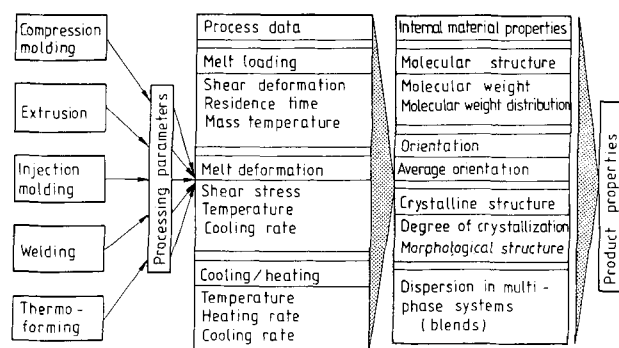 Compression
molding
Extrusion
Injection
molding
Welding
Thermo-
forming
Processing parameters
Process data
Melt loading
Shear deformation
Residence time
Mass temperature
Melt deformation
Shear stress
Temperature
Cooling rate
Cooling/heating
Temperature
Heating rate
Cooling rate
Internal material properties
Molecular structure
Molecular weight
Molecular weight distribution
Orientation
Average orientation
Crystalline structure
Degree of crystallization
Morphological structure
Dispersion in multi-
phase systems
(blends)
Product properties